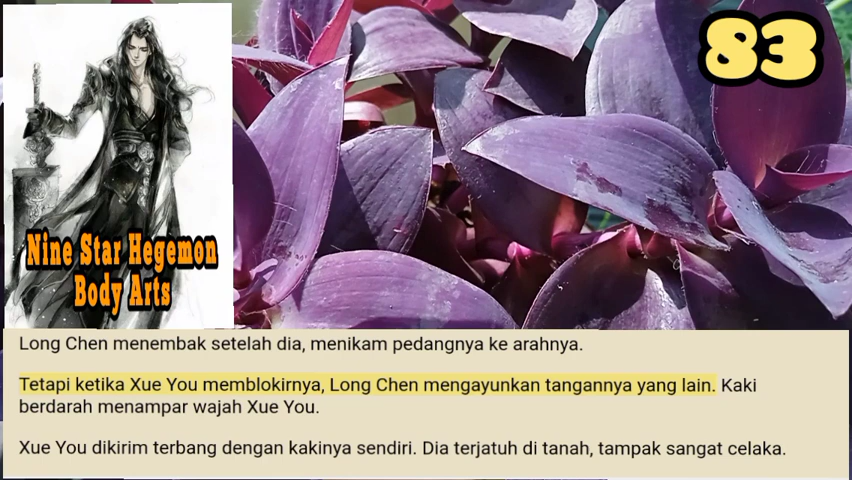 83
Nine Star Hegemon
Body Arts
Long Chen menembak setelah dia, menikam pedangnya ke arahnya.
Tetapi ketika Xue You memblokirnya, Long Chen mengayunkan tangannya yang lain. Kaki
berdarah menampar wajah Xue You.
Xue You dikirim terbang dengan kakinya sendiri. Dia terjatuh di tanah, tampak sangat celaka.